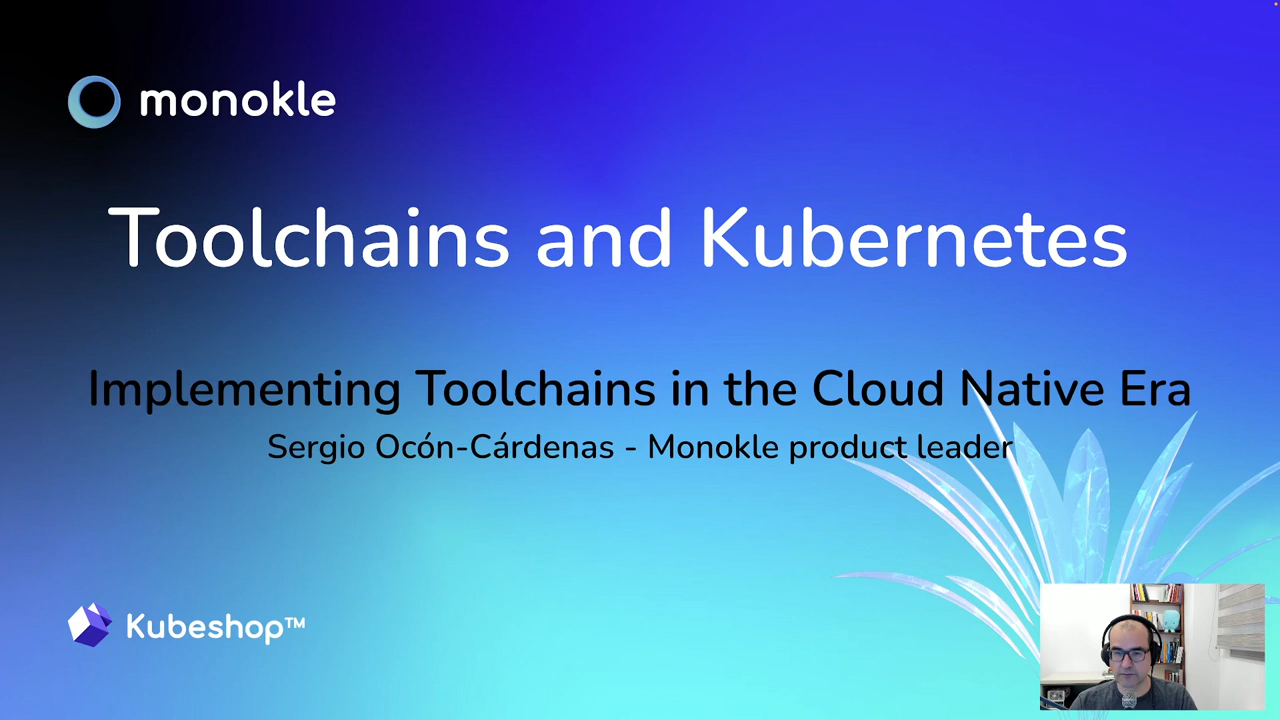 monokle
Toolchains and Kubernetes
Implementing Toolchains in the Cloud Native Era
Sergio Ocón-Cárdenas - Monokle product leader
Kubeshop™